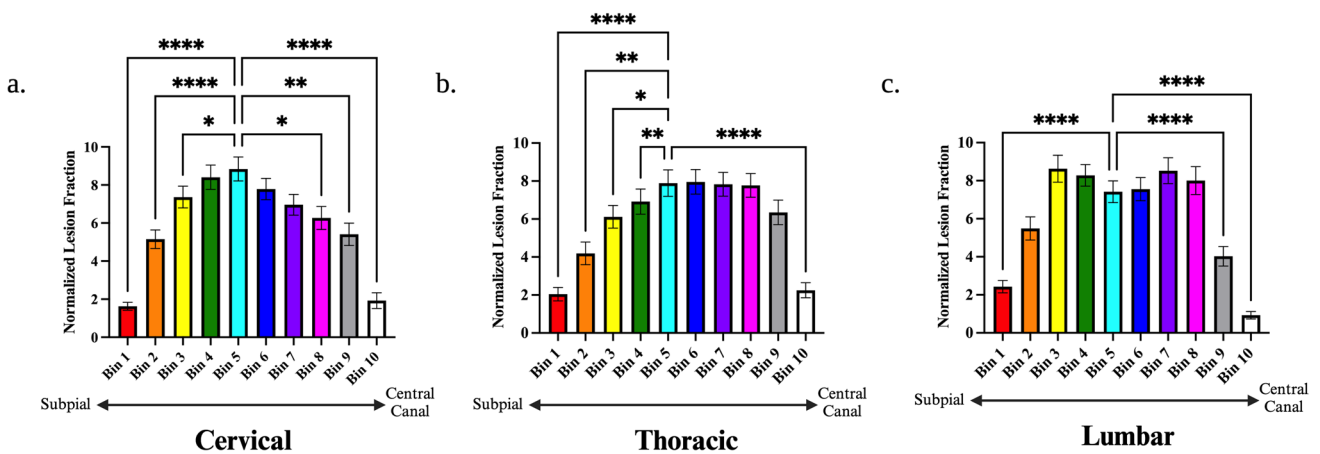 a.
****
****
****
**
*
*
Normalized Lesion Fraction
10
8
6
4
2
0
Bin 1
Bin 2
Bin 3
Bin 4
Bin 5
Bin 6
Bin 7
Bin 8
Bin 9
Bin 10
Subpial
Central
Canal
Cervical
b.
****
**
*
**
****
Normalized Lesion Fraction
10
8
6
4
2
0
Bin 1
Bin 2
Bin 3
Bin 4
Bin 5
Bin 6
Bin 7
Bin 8
Bin 9
Bin 10
Subpial
Central
Canal
Thoracic
c.
****
****
****
Normalized Lesion Fraction
10
8
6
4
2
0
Bin 1
Bin 2
Bin 3
Bin 4
Bin 5
Bin 6
Bin 7
Bin 8
Bin 9
Bin 10
Subpial
Central
Canal
Lumbar